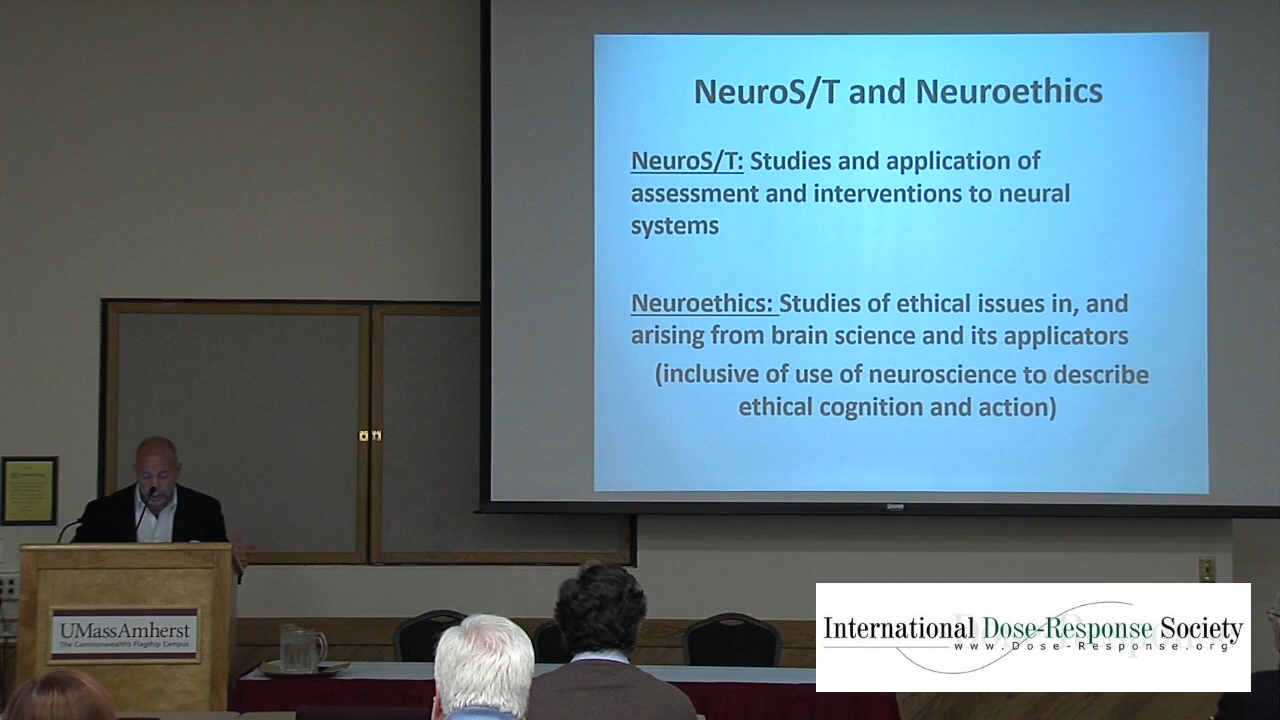 NeuroS/T and Neuroethics
NeuroS/T: Studies and application of
assessment and interventions to neural
systems
Neuroethics: Studies of ethical issues in, and
arising from brain science and its applicators
(inclusive of use of neuroscience to describe
ethical cognition and action)
UMassAmherst
The Commonwealth's Flagship Campus
International Dose-Response Society
www.Dose-Response.org